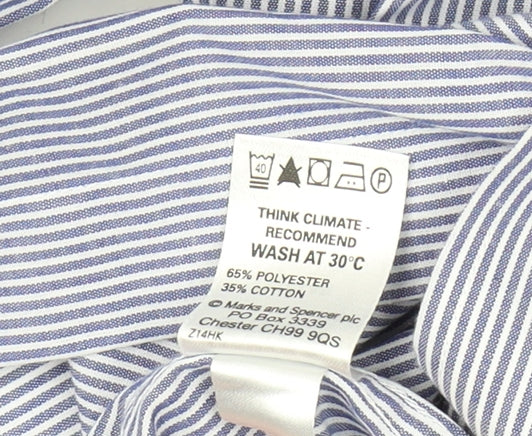 40 P
THINK CLIMATE -
RECOMMEND
WASH AT 30°C
65% POLYESTER
35% COTTON
© Marks and Spencer plc
PO Box 3339
Chester CH99 9QS
Z14HK